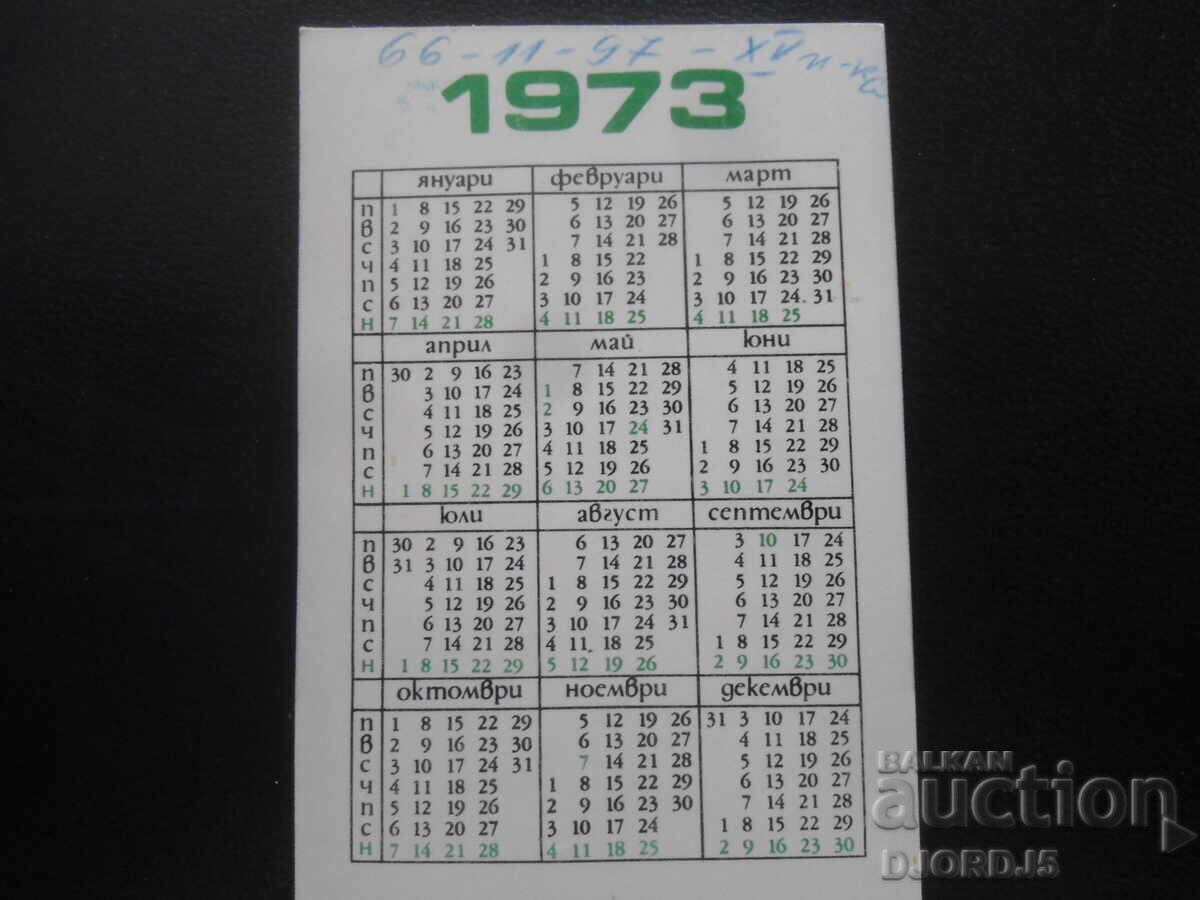 66-11-97 - XV
1973
януари февруари март
п 1 8 15 22 29 5 12 19 26 5 12 19 26
в 2 9 16 23 30 6 13 20 27 6 13 20 27
с 3 10 17 24 31 7 14 21 28 7 14 21 28
ч 4 11 18 25 1 8 15 22 1 8 15 22 29
п 5 12 19 26 2 9 16 23 2 9 16 23 30
с 6 13 20 27 3 10 17 24 3 10 17 24 31
н 7 14 21 28 4 11 18 25 4 11 18 25
април май юни
п 30 2 9 16 23 7 14 21 28 4 11 18 25
в 3 10 17 24 1 8 15 22 29 5 12 19 26
с 4 11 18 25 2 9 16 23 30 6 13 20 27
ч 5 12 19 26 3 10 17 24 31 7 14 21 28
п 6 13 20 27 4 11 18 25 1 8 15 22 29
с 7 14 21 28 5 12 19 26 2 9 16 23 30
н 1 8 15 22 29 6 13 20 27 3 10 17 24
юли август септември
п 30 2 9 16 23 6 13 20 27 3 10 17 24
в 31 3 10 17 24 7 14 21 28 4 11 18 25
с 4 11 18 25 1 8 15 22 29 5 12 19 26
ч 5 12 19 26 2 9 16 23 30 6 13 20 27
п 6 13 20 27 3 10 17 24 31 7 14 21 28
с 7 14 21 28 4 11 18 25 1 8 15 22 29
н 1 8 15 22 29 5 12 19 26 2 9 16 23 30
октомври ноември декември
п 1 8 15 22 29 5 12 19 26 31 3 10 17 24
в 2 9 16 23 30 6 13 20 27 4 11 18 25
с 3 10 17 24 31 7 14 21 28 5 12 19 26
ч 4 11 18 25 1 8 15 22 29 6 13 20 27
п 5 12 19 26 2 9 16 23 30 7 14 21 28
с 6 13 20 27 3 10 17 24 1 8 15 22 29
н 7 14 21 28 4 11 18 25 2 9 16 23 30
BALKAN
auction
DJORDJ5